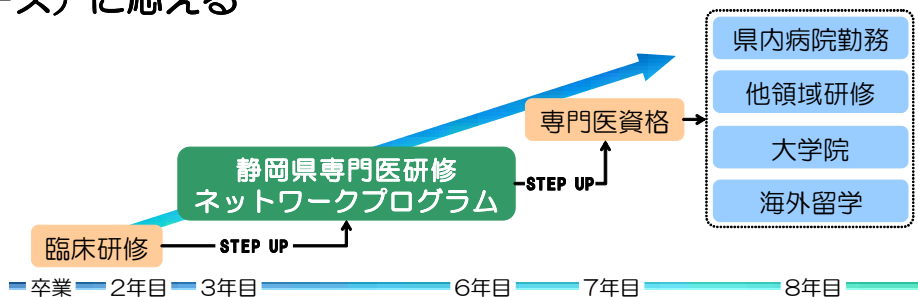 に応える
県内病院勤務
他領域研修
専門医資格
大学院
静岡県専門医研修
ネットワークプログラム
STEP UP
海外留学
臨床研修
STEP UP
卒業 2年目 3年目 6年目 7年目 8年目